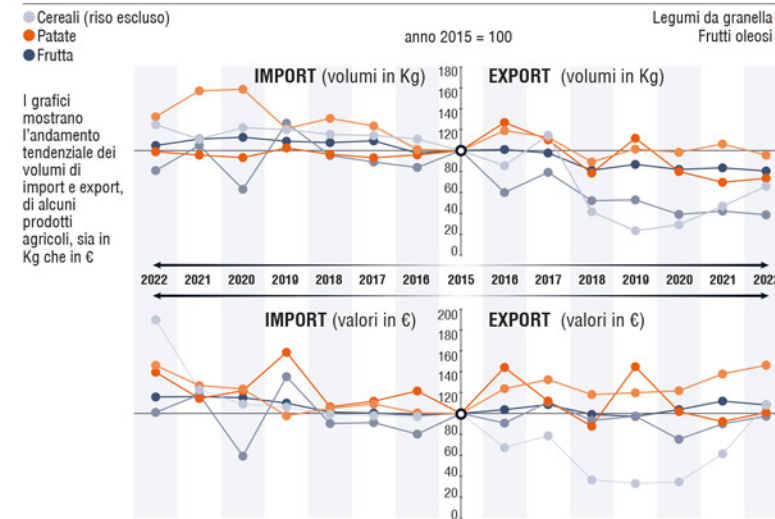 Cereali (riso escluso)
Patate
Frutta
Legumi da granella
Frutti oleosi
anno 2015 = 100
I grafici
mostrano
l'andamento
tendenziale dei
volumi di
import e export,
di alcuni
prodotti
agricoli, sia in
Kg che in €
IMPORT (volumi in Kg)
EXPORT (volumi in Kg)
180
160
140
120
100
80
60
40
20
0
2022 2021 2020 2019 2018 2017 2016 2015 2016 2017 2018 2019 2020 2021 2022
IMPORT (valori in €)
EXPORT (valori in €)
200
180
160
140
120
100
80
60
40
20
0